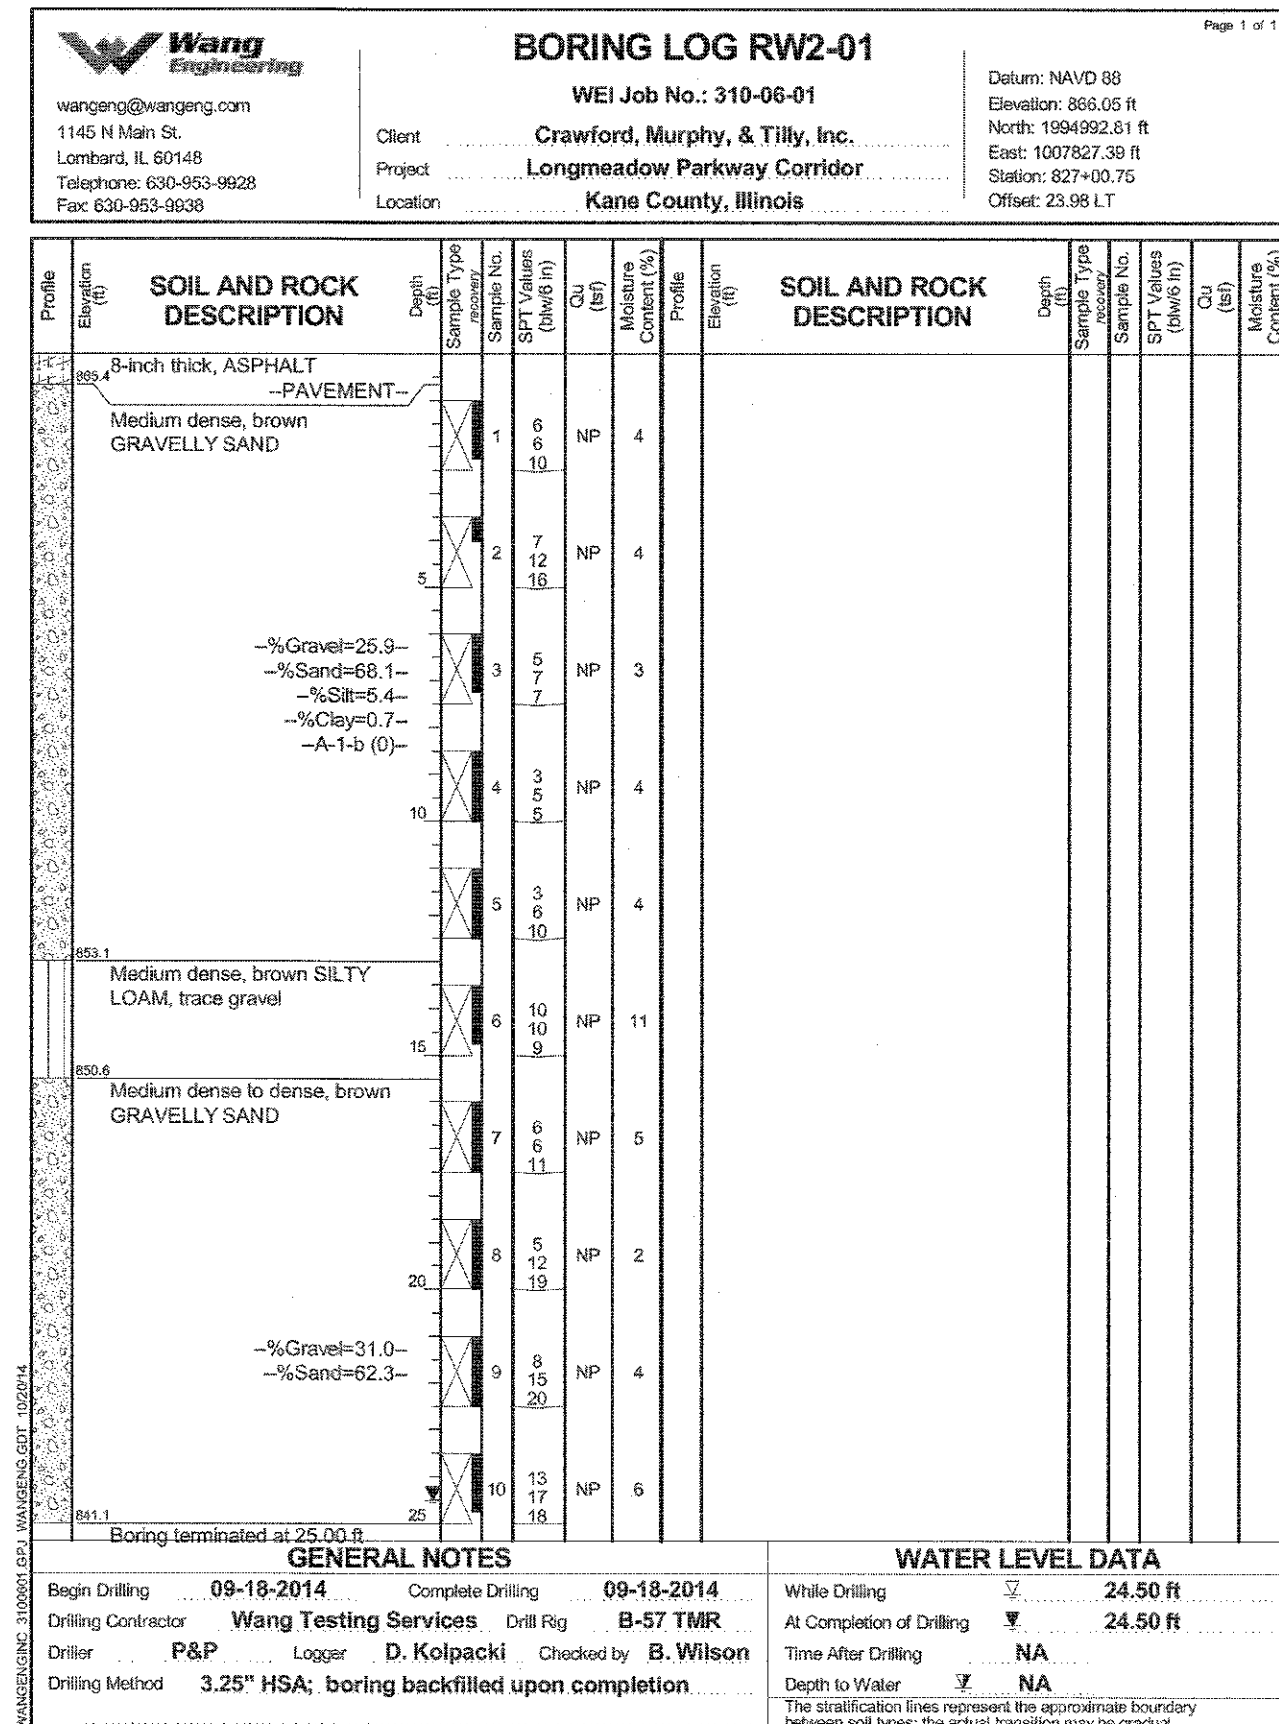 Page 1 of 1
Wang
Engineering
wangeng@wangeng.com
1145 N Main St.
Lombard, IL 60148
Telephone: 630-953-9928
Fax: 630-953-9938
BORING LOG RW2-01
WEI Job No.: 310-06-01
Client Crawford, Murphy, & Tilly, Inc.
Project Longmeadow Parkway Corridor
Location Kane County, Illinois
Datum: NAVD 88
Elevation: 866.05 ft
North: 1994992.81 ft
East: 1007827.39 ft
Station: 827+00.75
Offset: 23.98 LT
Profile
Elevation (ft)
SOIL AND ROCK DESCRIPTION
Depth (ft)
Sample Type recovery
Sample No.
SPT Values (blw/6 in)
Qu (tsf)
Moisture Content (%)
Profile
Elevation (ft)
SOIL AND ROCK DESCRIPTION
Depth (ft)
Sample Type recovery
Sample No.
SPT Values (blw/6 in)
Qu (tsf)
Moisture Content (%)
8-inch thick, ASPHALT
865.4
--PAVEMENT--
Medium dense, brown
GRAVELLY SAND
1 6 6 10 NP 4
2 7 12 16 NP 4
5
--%Gravel=25.9--
--%Sand=68.1--
--%Silt=5.4--
--%Clay=0.7--
--A-1-b (0)--
3 5 7 7 NP 3
4 3 5 5 NP 4
10
5 3 6 10 NP 4
853.1
Medium dense, brown SILTY
LOAM, trace gravel
6 10 10 9 NP 11
15
850.6
Medium dense to dense, brown
GRAVELLY SAND
7 6 6 11 NP 5
8 5 12 19 NP 2
20
--%Gravel=31.0--
--%Sand=62.3--
9 8 15 20 NP 4
10 13 17 18 NP 6
841.1
25
Boring terminated at 25.00 ft
GENERAL NOTES
Begin Drilling 09-18-2014 Complete Drilling 09-18-2014
Drilling Contractor Wang Testing Services Drill Rig B-57 TMR
Driller P&P Logger D. Kolpacki Checked by B. Wilson
Drilling Method 3.25" HSA; boring backfilled upon completion
WATER LEVEL DATA
While Drilling 24.50 ft
At Completion of Drilling 24.50 ft
Time After Drilling NA
Depth to Water NA
The stratification lines represent the approximate boundary
between soil types; the actual transition may be gradual.
WANGENGINC 3100601.GPJ WANGENG.GDT 10/20/14